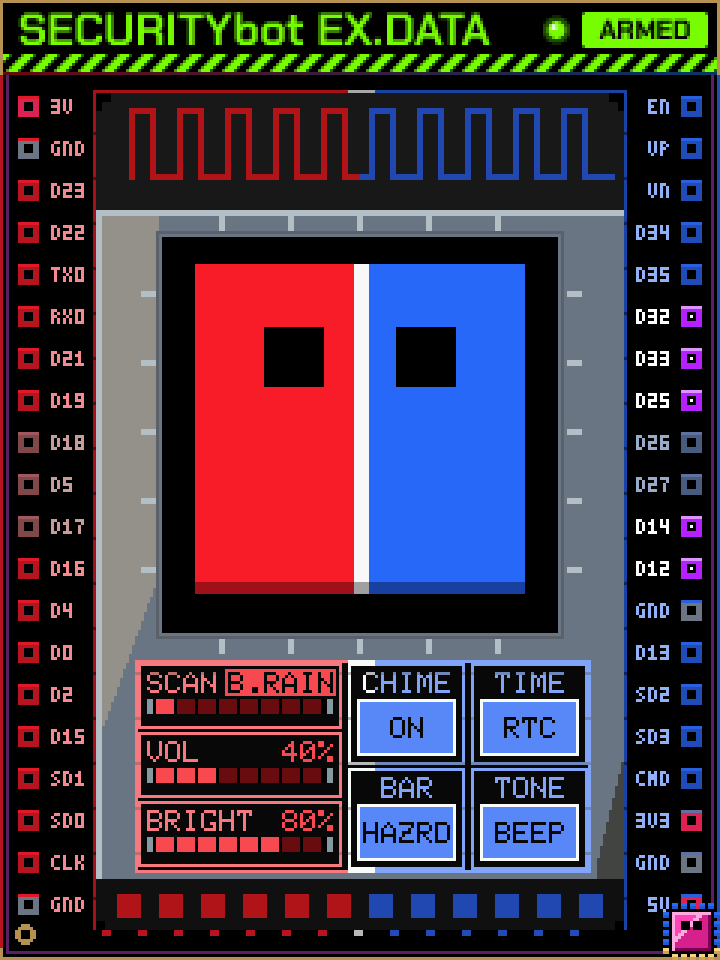 SECURITYbot EX.DATA ARMED
3V EN
GND VP
D23 VN
D22 D34
TX0 D35
RX0 D32
D21 D33
D19 D25
D18 D26
D5 D27
D17 D14
D16 D12
D4 GND
D0 D13
D2 SD2
D15 SD3
SD1 CMD
SD0 3V3
CLK GND
GND 5V
SCAN B.RAIN
VOL 40%
BRIGHT 80%
CHIME
ON
TIME
RTC
BAR
HAZRD
TONE
BEEP